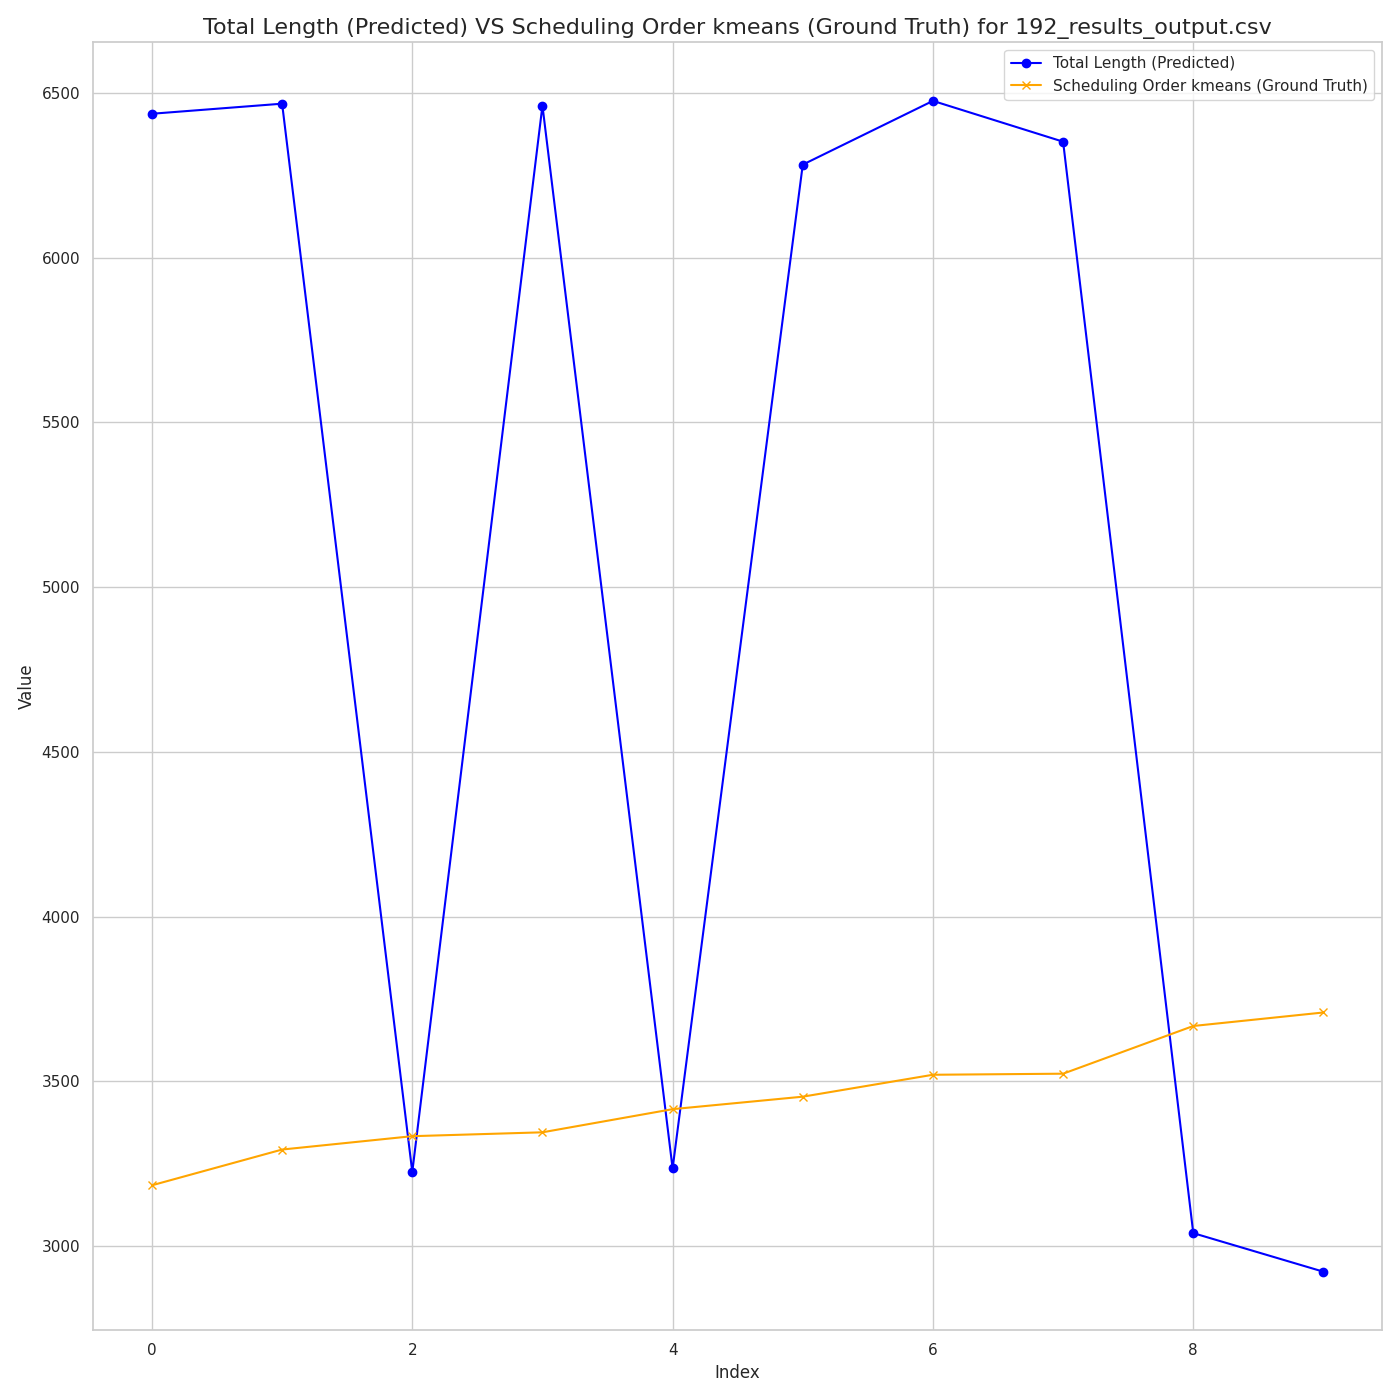 Total Length (Predicted) VS Scheduling Order kmeans (Ground Truth) for 192_results_output.csv
Total Length (Predicted)
Scheduling Order kmeans (Ground Truth)
6500
6000
5500
5000
4500
4000
3500
3000
Value
0 2 4 6 8
Index